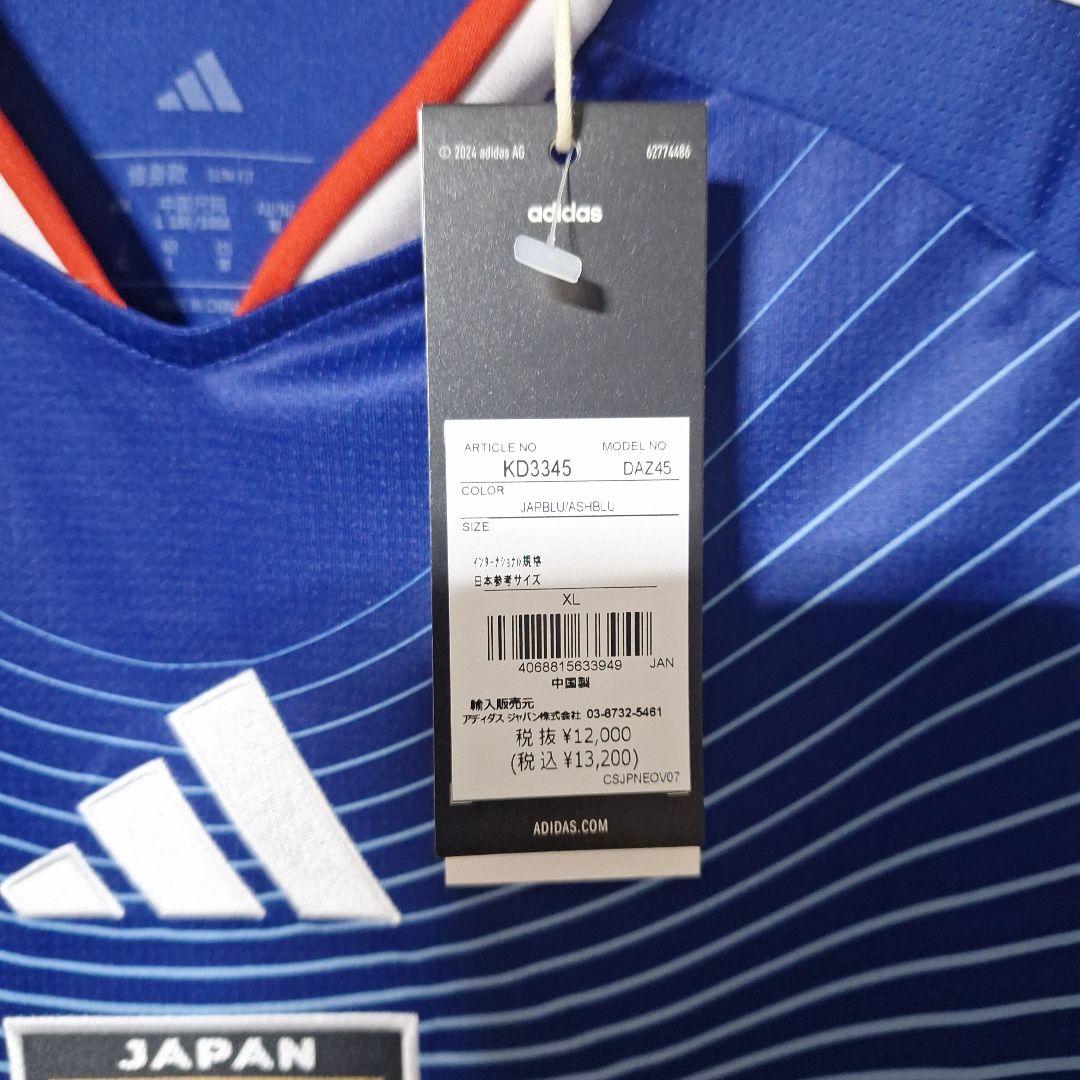 © 2024 adidas AG 62774486
adidas
ARTICLE NO MODEL NO
KD3345 DAZ45
COLOR
JAPBLU/ASHBLU
SIZE
インターナショナル規格
日本参考サイズ
XL
4068815633949 JAN
中国製
輸入販売元
アディダス ジャパン株式会社 03-6732-5461
税抜 ¥12,000
(税込 ¥13,200)
CSJPNEOV07
ADIDAS.COM
JAPAN